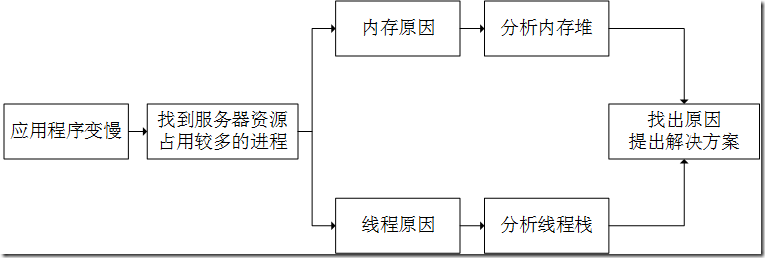 内存原因
分析内存堆
应用程序变慢
找到服务器资源
占用较多的进程
找出原因
提出解决方案
线程原因
分析线程栈